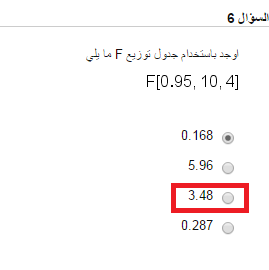 السؤال 6
اوجد باستخدام جدول توزيع F ما يلي
F[0.95, 10, 4]
0.168
5.96
3.48
0.287